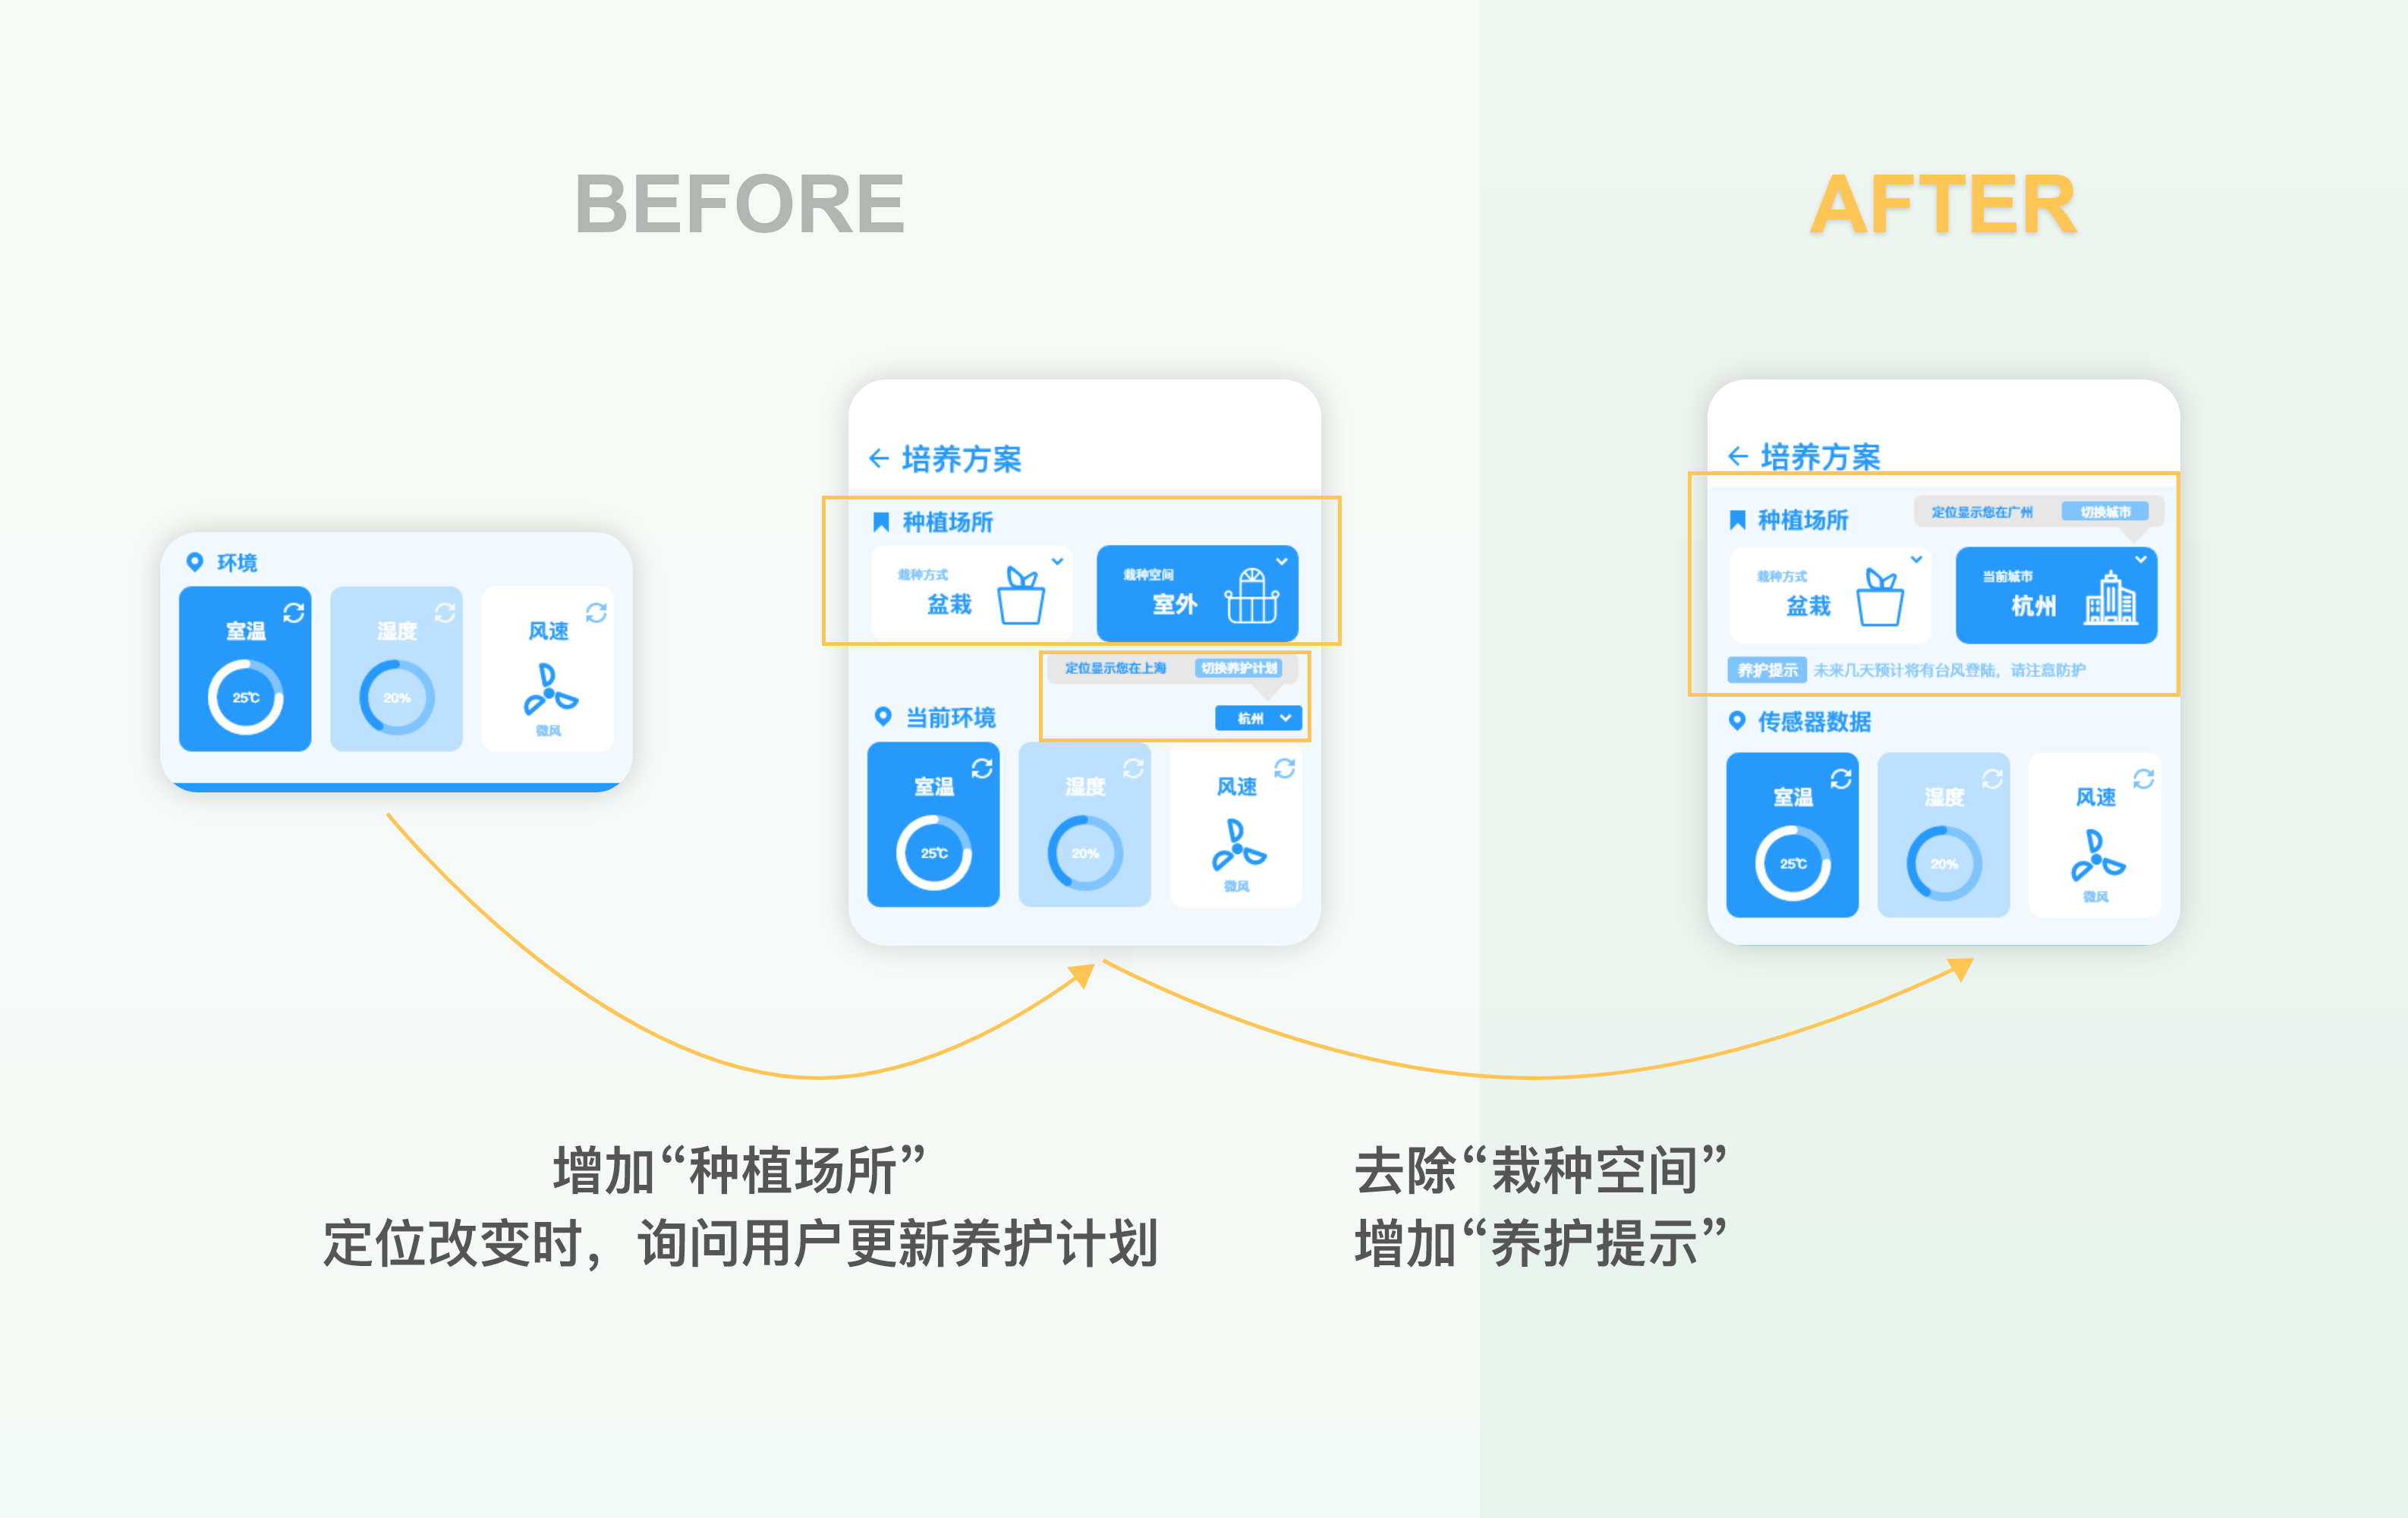 BEFORE
AFTER
环境
室温
25℃
湿度
20%
风速
微风
培养方案
种植场所
栽种方式
盆栽
栽种空间
室外
定位显示您在上海 切换养护计划
当前环境
杭州
室温
25℃
湿度
20%
风速
微风
培养方案
种植场所
定位显示您在广州 切换城市
栽种方式
盆栽
当前城市
杭州
养护提示 未来几天预计将有台风登陆，请注意防护
传感器数据
室温
25℃
湿度
20%
风速
微风
增加“种植场所”
定位改变时，询问用户更新养护计划
去除“栽种空间”
增加“养护提示”